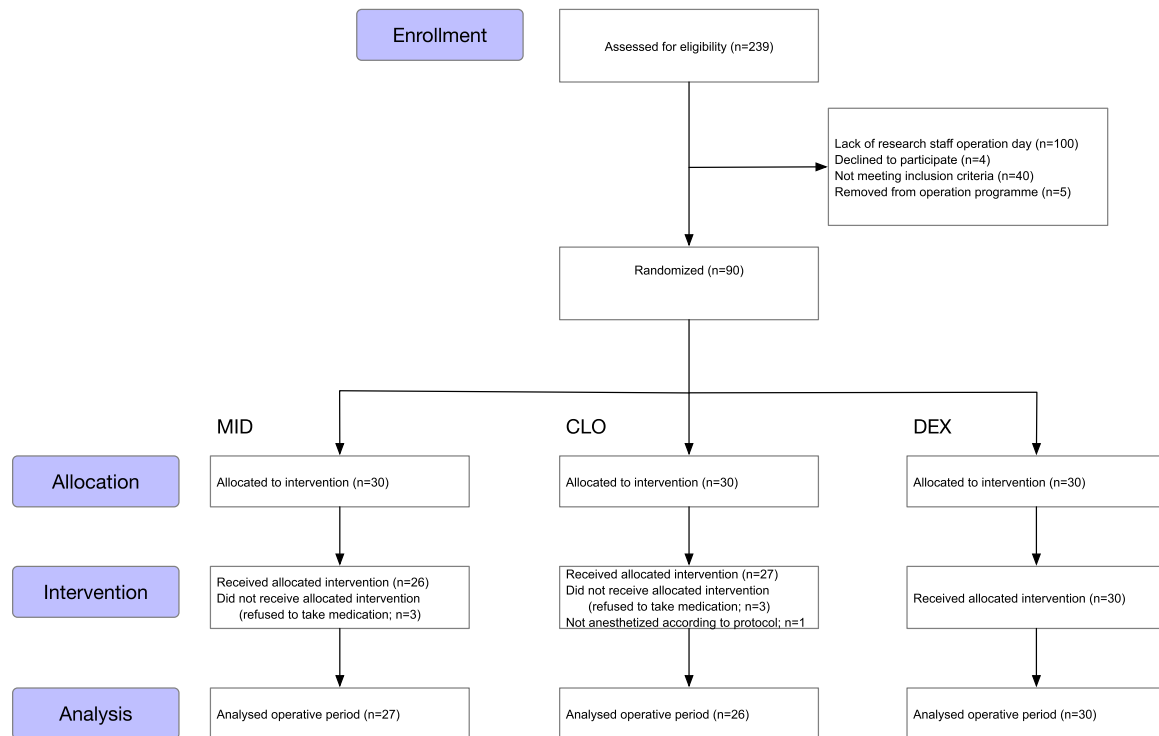 Enrollment
Assessed for eligibility (n=239)
Lack of research staff operation day (n=100)
Declined to participate (n=4)
Not meeting inclusion criteria (n=40)
Removed from operation programme (n=5)
Randomized (n=90)
MID
CLO
DEX
Allocation
Allocated to intervention (n=30)
Allocated to intervention (n=30)
Allocated to intervention (n=30)
Intervention
Received allocated intervention (n=26)
Did not receive allocated intervention
(refused to take medication; n=3)
Received allocated intervention (n=27)
Did not receive allocated intervention
(refused to take medication; n=3)
Not anesthetized according to protocol; n=1
Received allocated intervention (n=30)
Analysis
Analysed operative period (n=27)
Analysed operative period (n=26)
Analysed operative period (n=30)